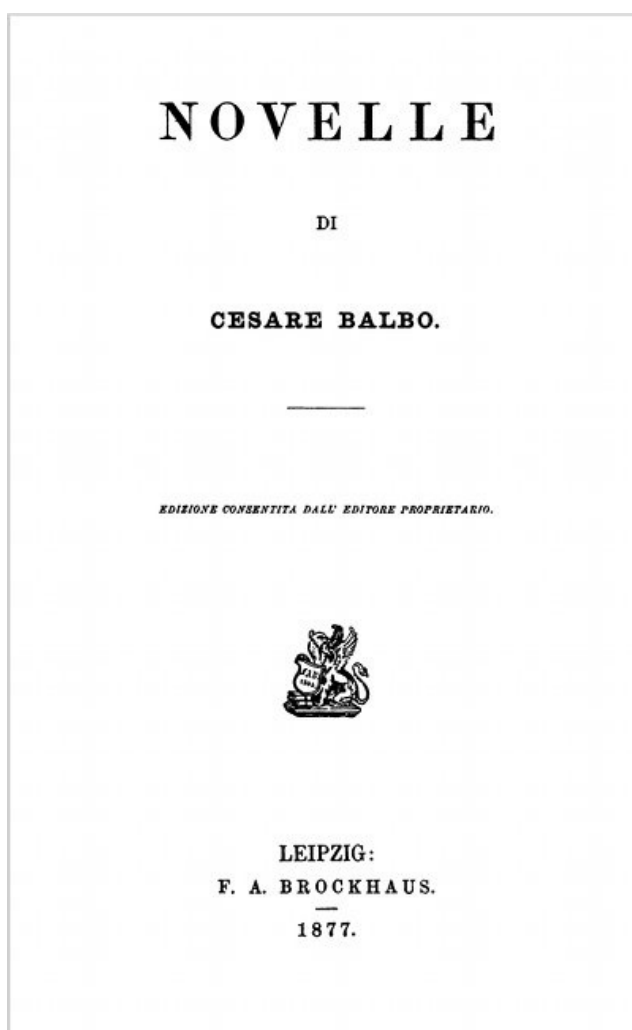 NOVELLE
DI
CESARE BALBO.
EDIZIONE CONSENTITA DALL' EDITORE PROPRIETARIO.
LEIPZIG:
F. A. BROCKHAUS.
1877.